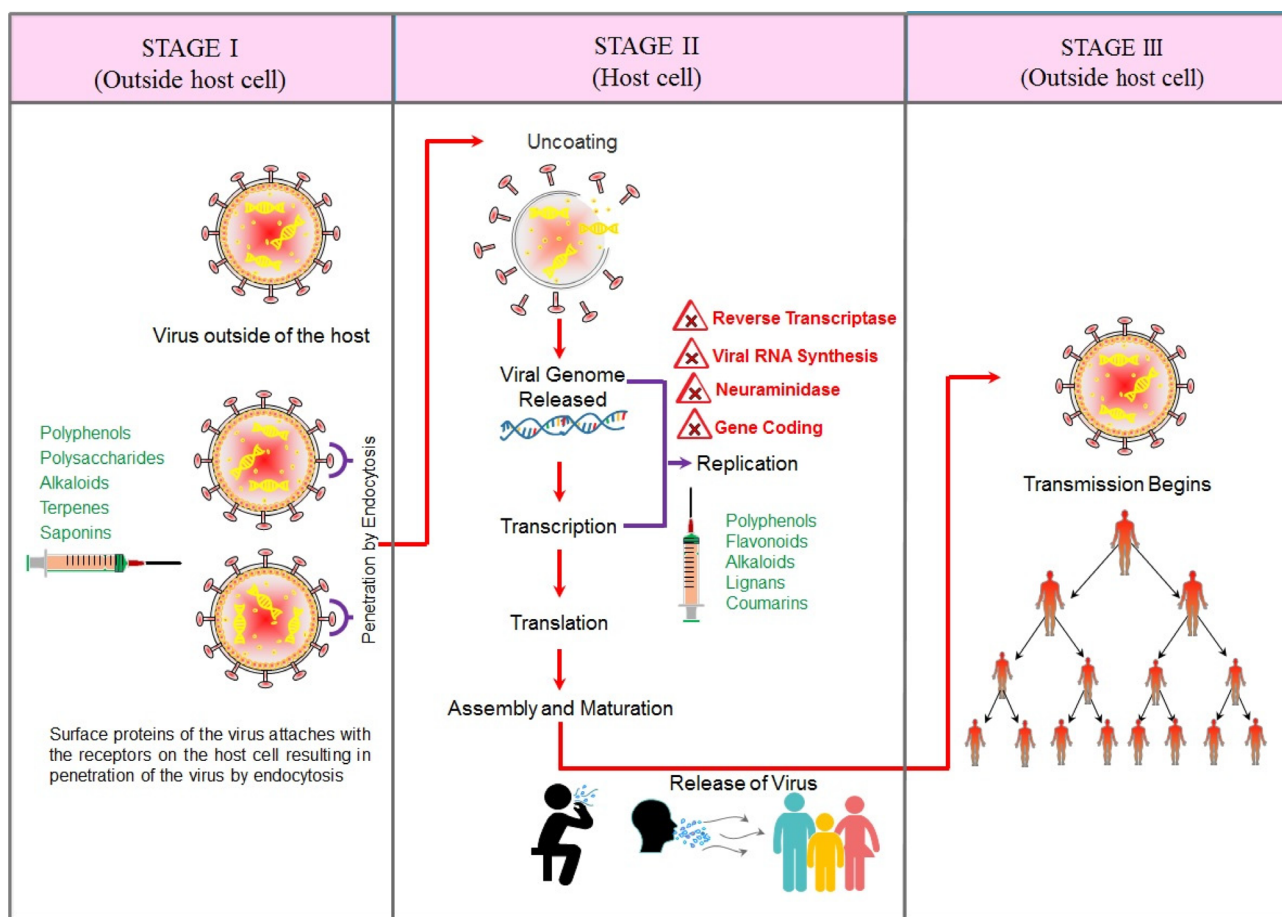 STAGE I
(Outside host cell)
STAGE II
(Host cell)
STAGE III
(Outside host cell)
Virus outside of the host
Polyphenols
Polysaccharides
Alkaloids
Terpenes
Saponins
Penetration by Endocytosis
Surface proteins of the virus attaches with
the receptors on the host cell resulting in
penetration of the virus by endocytosis
Uncoating
Viral Genome
Released
Transcription
Translation
Assembly and Maturation
Reverse Transcriptase
Viral RNA Synthesis
Neuraminidase
Gene Coding
Replication
Polyphenols
Flavonoids
Alkaloids
Lignans
Coumarins
Release of Virus
Transmission Begins